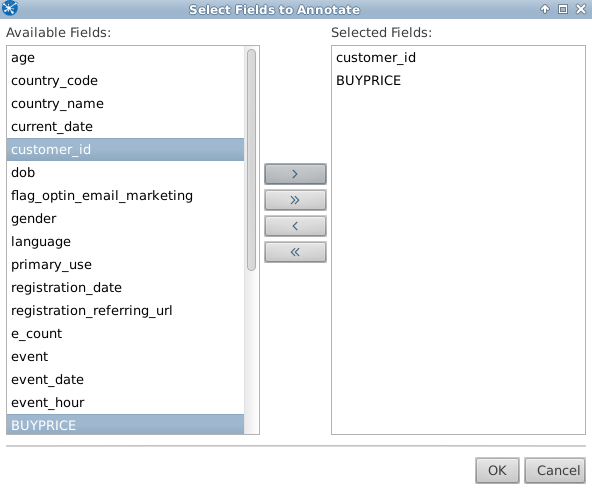 Select Fields to Annotate
Available Fields:
age
country_code
country_name
current_date
customer_id
dob
flag_optin_email_marketing
gender
language
primary_use
registration_date
registration_referring_url
e_count
event
event_date
event_hour
BUYPRICE
>
»
<
«
Selected Fields:
customer_id
BUYPRICE
OK
Cancel